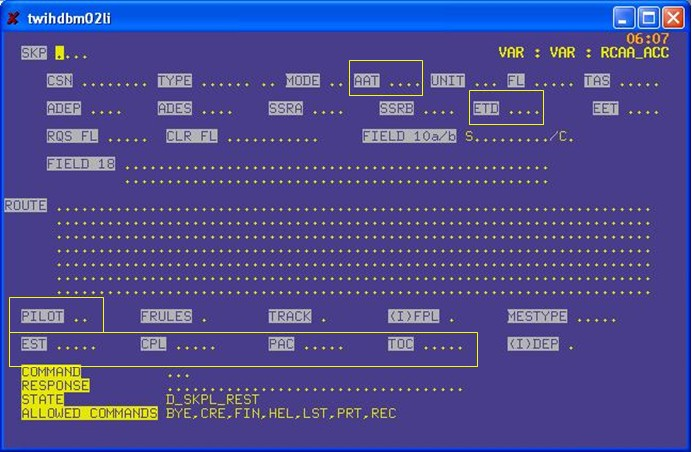 twihdbm02li
06:07
SKP .... VAR : VAR : RCAA_ACC
CSN ........ TYPE ...... .. MODE .. AAT .... UNIT ... FL ..... TAS .....
ADEP .... ADES .... SSRA .... SSRB .... ETD .... EET ....
RQS FL ..... CLR FL ........... FIELD 10a/b S........./C.
FIELD 18 ..................................................
..................................................
ROUTE ......................................................................
......................................................................
......................................................................
......................................................................
......................................................................
......................................................................
......................................................................
PILOT .. FRULES . TRACK . (I)FPL . MESTYPE .....
EST ..... CPL ..... PAC ..... TOC ..... (I)DEP .
COMMAND ...
RESPONSE ...................................
STATE D_SKPL_REST
ALLOWED COMMANDS BYE,CRE,FIN,HEL,LST,PRT,REC